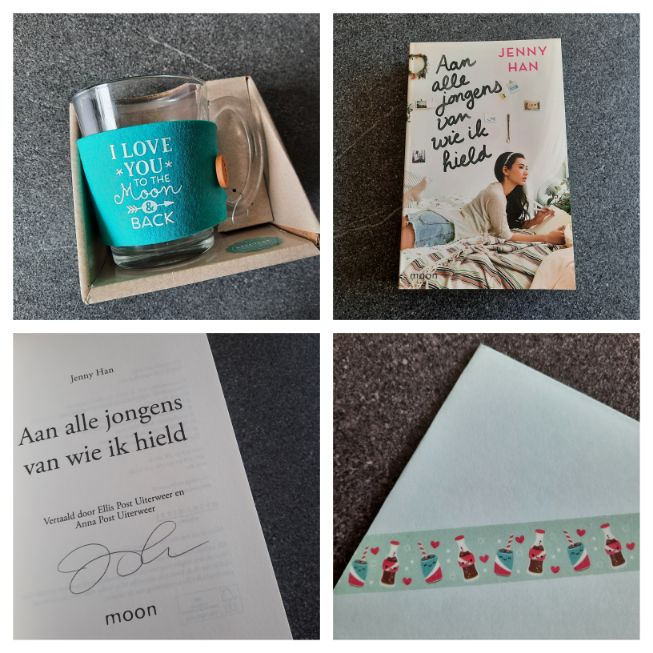 I LOVE
YOU
TO THE
Moon
&
BACK
JENNY
HAN
Aan
alle
jongens
van
wie ik
hield
moon
Jenny Han
Aan alle jongens
van wie ik hield
Vertaald door Ellis Post Uiterweer en
Anna Post Uiterweer
moon